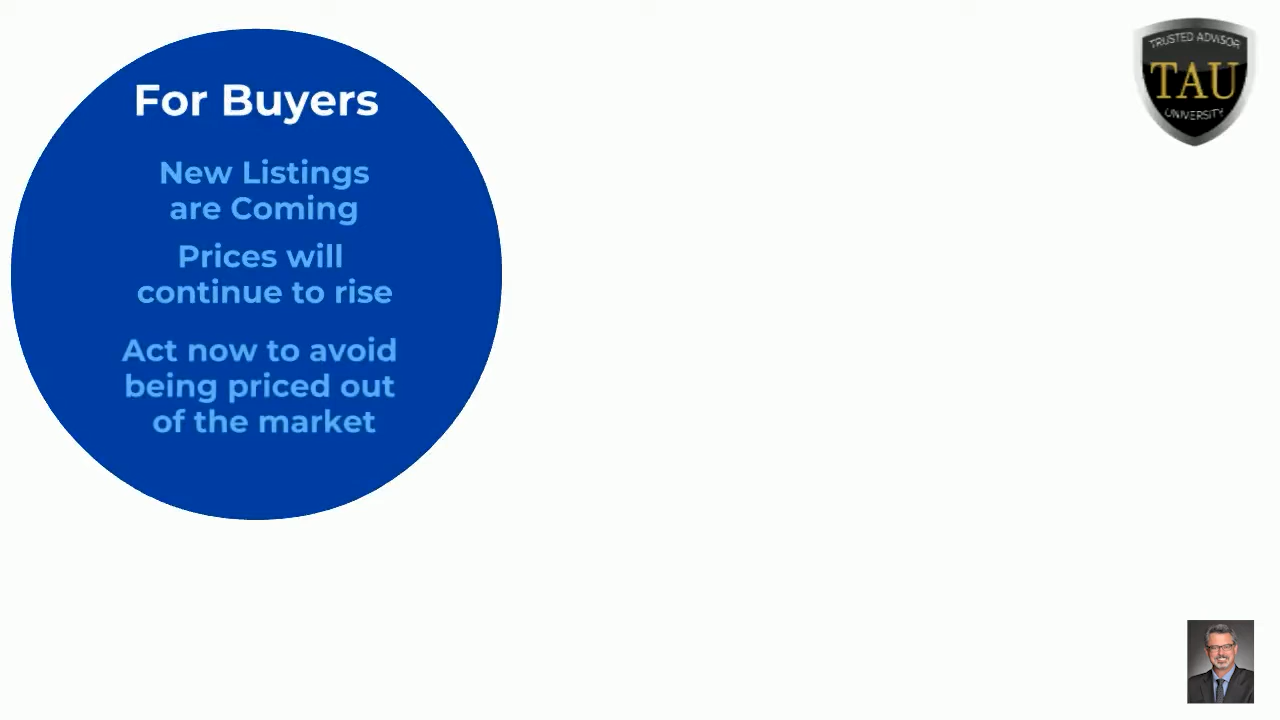 For Buyers
New Listings
are Coming
Prices will
continue to rise
Act now to avoid
being priced out
of the market
TRUSTED ADVISOR
TAU
UNIVERSITY